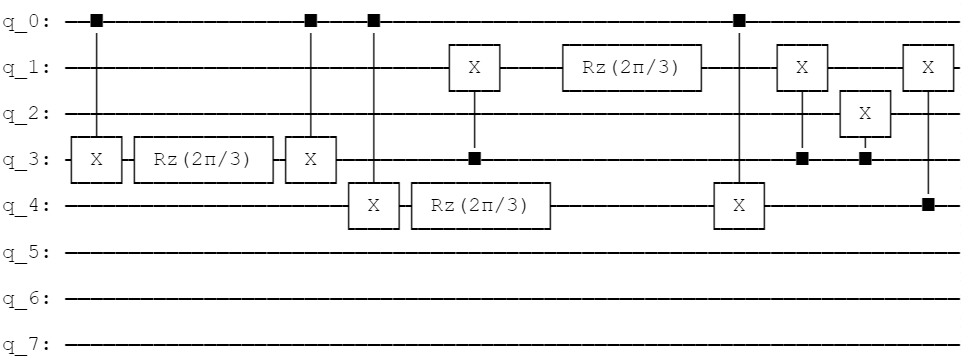 q_0:
X X
q_1: X Rz(2π/3) X X
q_2: X
q_3: X Rz(2π/3) X
q_4: X Rz(2π/3) X
q_5:
q_6:
q_7: